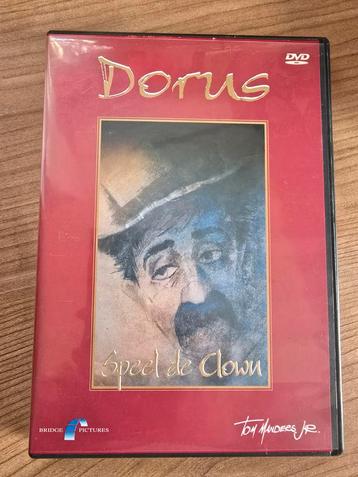 Dorus
DVD
Speel de Clown
BRIDGE PICTURES
Tom Manders Jr.